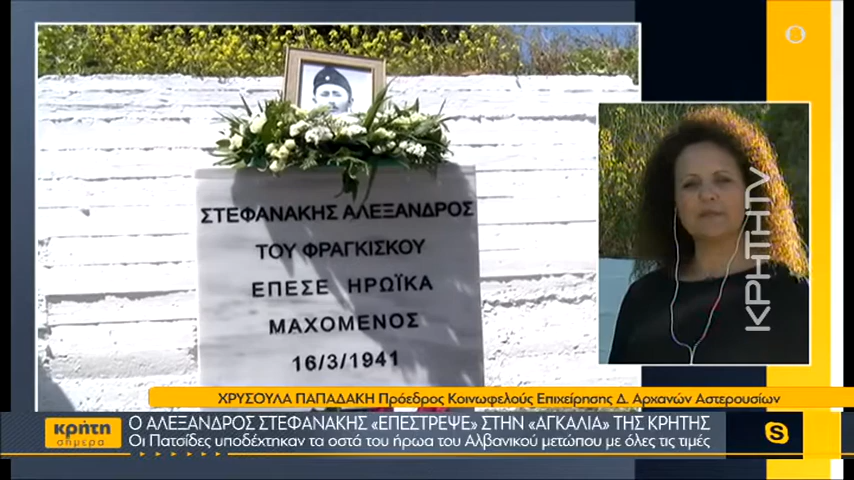 ΣΤΕΦΑΝΑΚΗΣ ΑΛΕΞΑΝΔΡΟΣ
ΤΟΥ ΦΡΑΓΚΙΣΚΟΥ
ΕΠΕΣΕ ΗΡΩΪΚΑ
ΜΑΧΟΜΕΝΟΣ
16/3/1941
ΚΡΗΤΗTV
ΧΡΥΣΟΥΛΑ ΠΑΠΑΔΑΚΗ Πρόεδρος Κοινωφελούς Επιχείρησης Δ. Αρχανών Αστερουσίων
κρήτη
σήμερα
Ο ΑΛΕΞΑΝΔΡΟΣ ΣΤΕΦΑΝΑΚΗΣ «ΕΠΕΣΤΡΕΨΕ» ΣΤΗΝ «ΑΓΚΑΛΙΑ» ΤΗΣ ΚΡΗΤΗΣ
Οι Πατσίδες υποδέχτηκαν τα οστά του ήρωα του Αλβανικού μετώπου με όλες τις τιμές